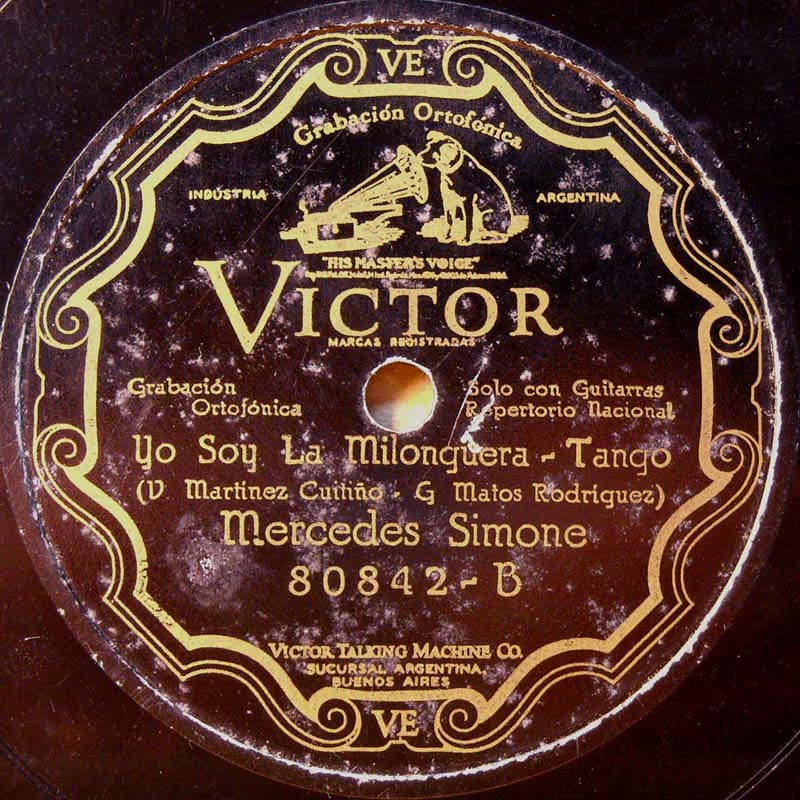 VE
Grabación Ortofónica
INDUSTRIA ARGENTINA
"HIS MASTER'S VOICE"
VICTOR
MARCAS REGISTRADAS
Grabación Solo con Guitarras
Ortofónica Repertorio Nacional
Yo Soy La Milonguera - Tango
(V. Martinez Cuitiño - G Matos Rodriguez)
Mercedes Simone
80842-B
VICTOR TALKING MACHINE CO.
SUCURSAL ARGENTINA,
BUENOS AIRES
VE